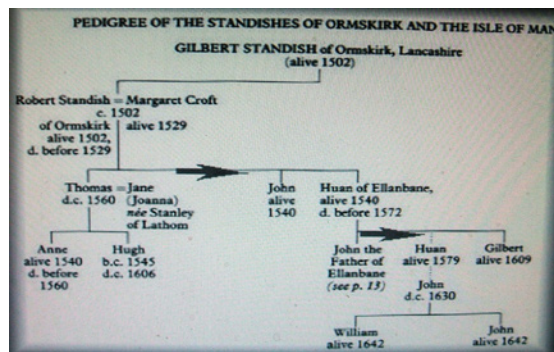 PEDIGREE OF THE STANDISHES OF ORMSKIRK AND THE ISLE OF MAN
GILBERT STANDISH of Ormskirk, Lancashire
(alive 1502)
Robert Standish = Margaret Croft
c. 1502
of Ormskirk alive 1529
alive 1502,
d. before 1529
Thomas = Jane John Huan of Ellanbane,
d.c. 1560 (Joanna) alive alive 1540
née Stanley 1540 d. before 1572
of Lathom
Anne Hugh John the Huan Gilbert
alive 1540 b.c. 1545 Father of alive 1579 alive 1609
d. before d.c. 1606 Ellanbane
1560 (see p. 13) John
d.c. 1630
William John
alive 1642 alive 1642